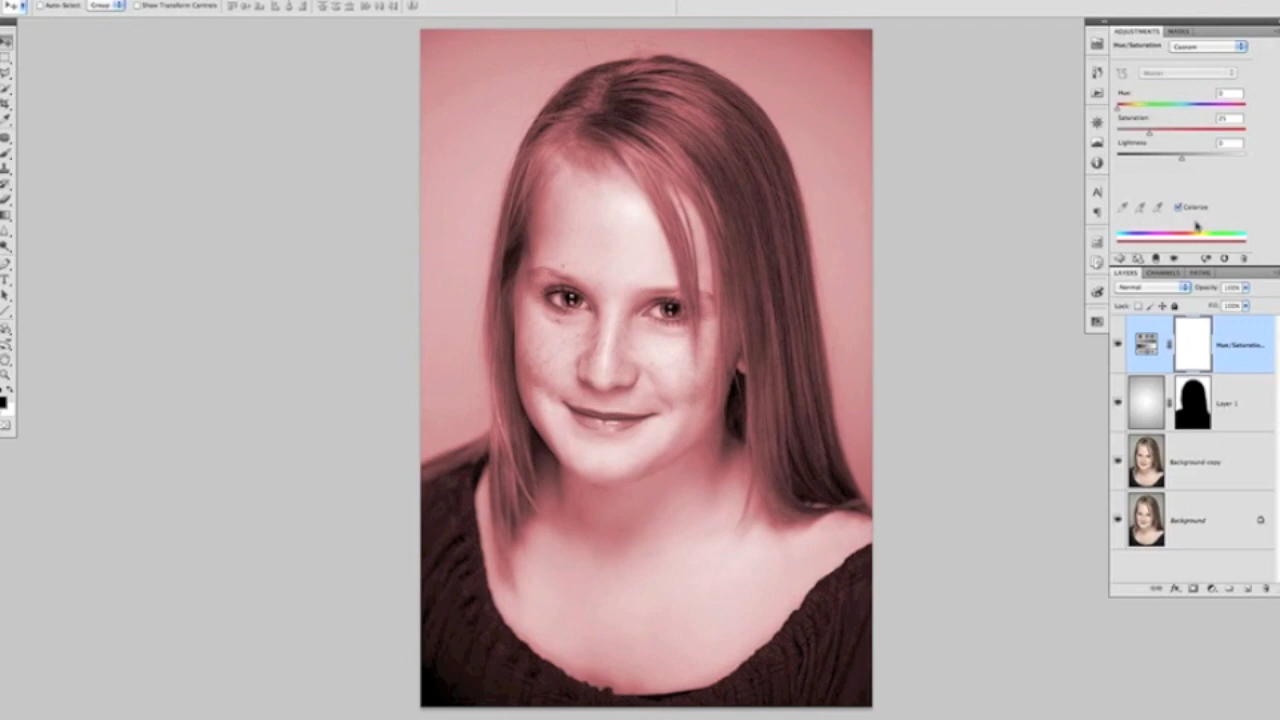 Auto-Select: Group Show Transform Controls
ADJUSTMENTS MASKS
Hue/Saturation Custom
Master
Hue: 0
Saturation: 25
Lightness: 0
Colorize
LAYERS CHANNELS PATHS
Normal Opacity: 100%
Lock: Fill: 100%
Hue/Saturatio...
Layer 1
Background copy
Background